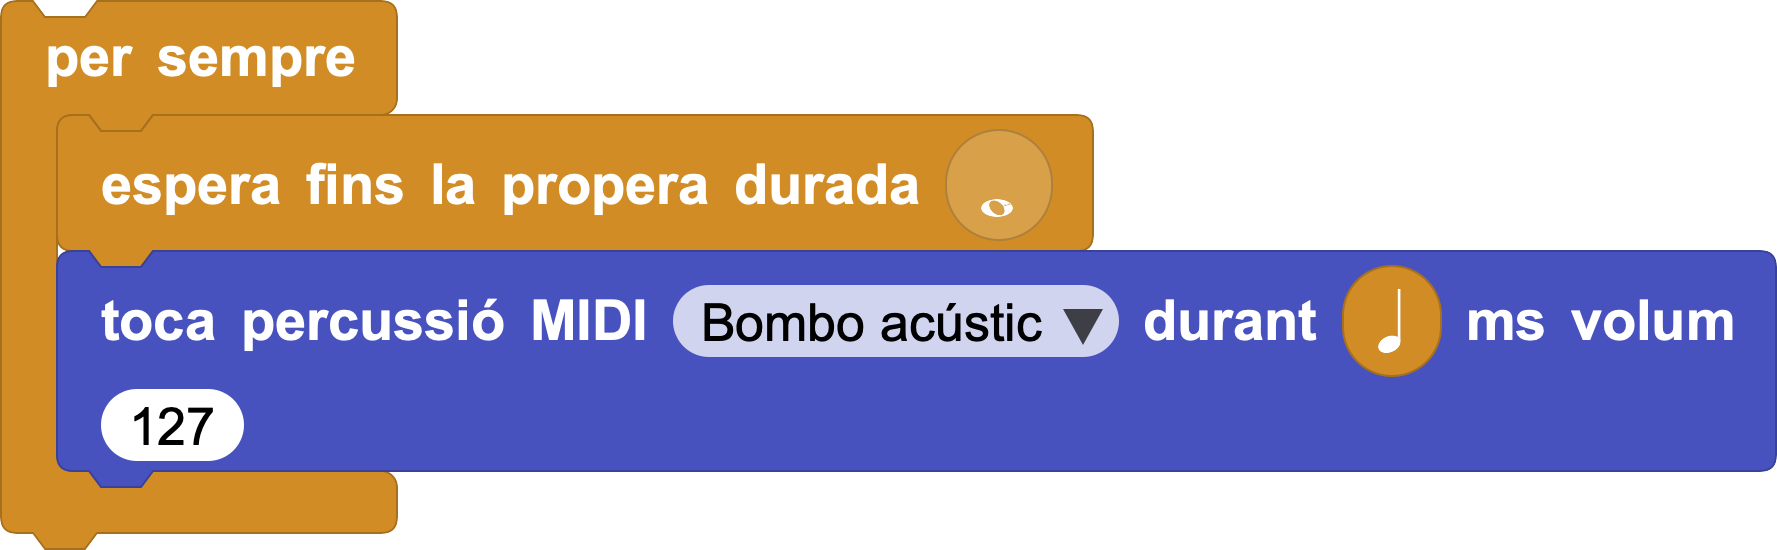 per sempre
espera fins la propera durada
toca percussió MIDI Bombo acústic ▼ durant ms volum
127